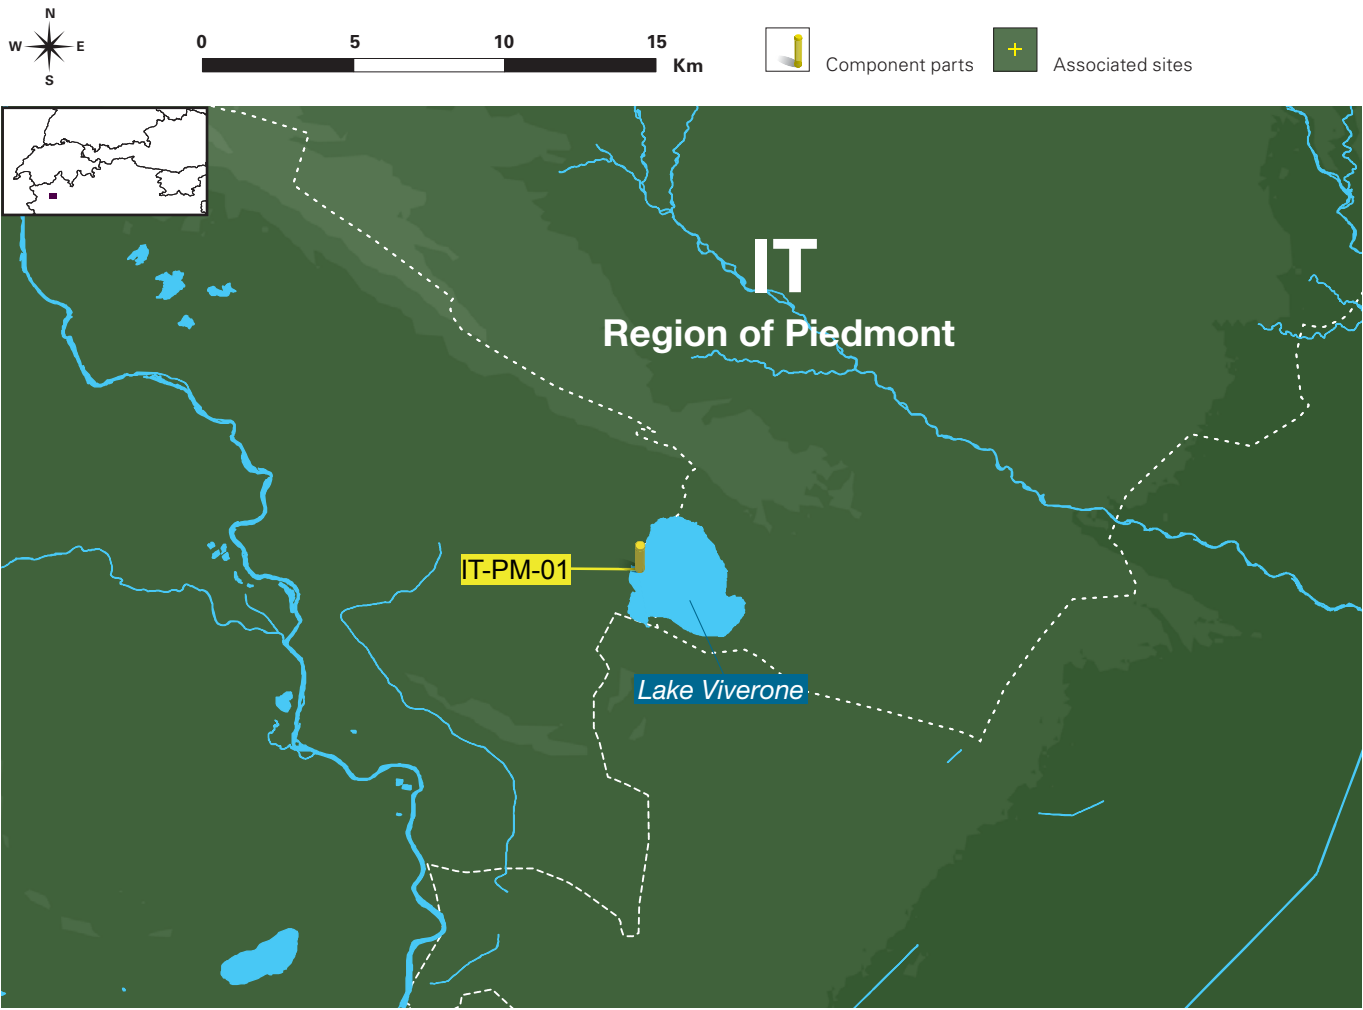 N
W E
S
0 5 10 15
Km
Component parts
Associated sites
IT
Region of Piedmont
IT-PM-01
Lake Viverone